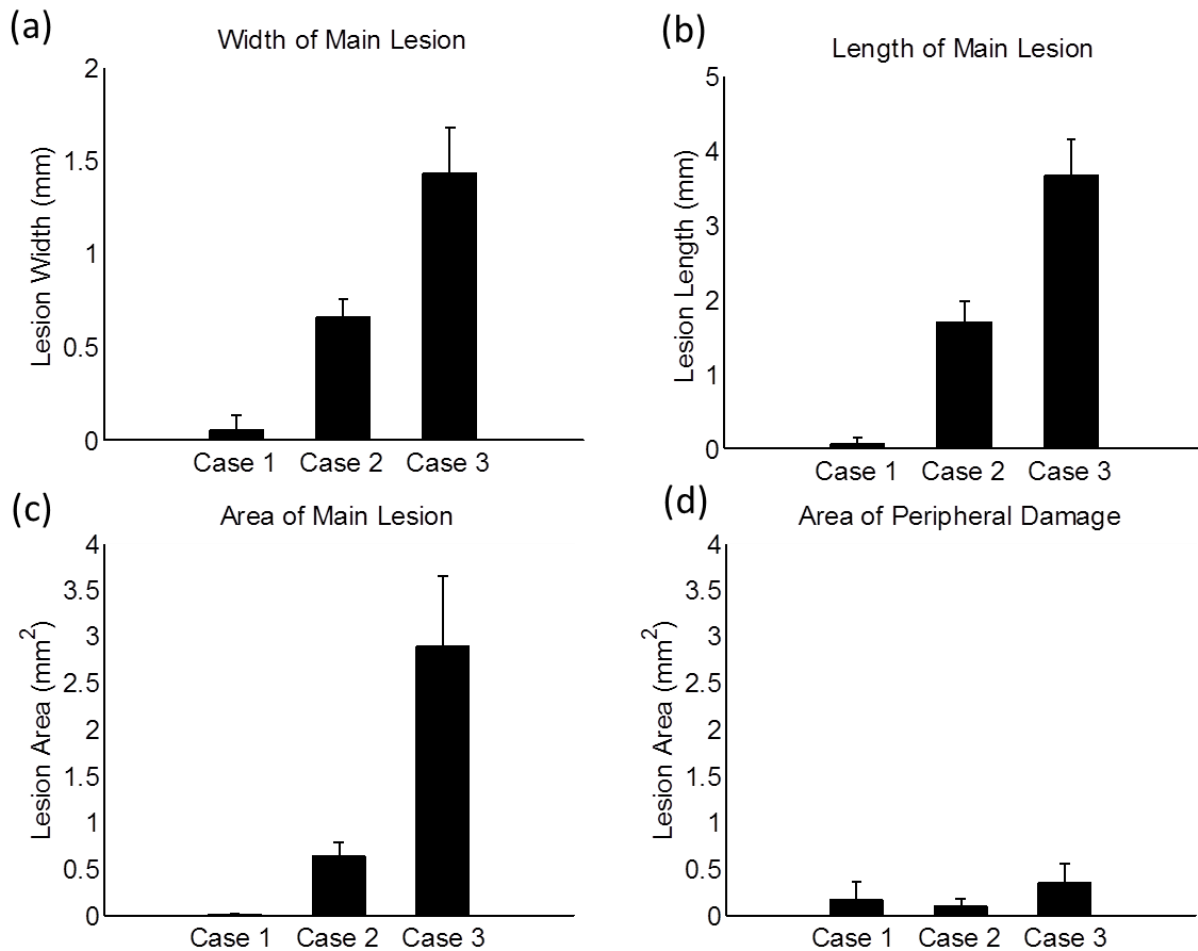 (a)
Width of Main Lesion
2
1.5
1
0.5
0
Lesion Width (mm)
Case 1 Case 2 Case 3
(b)
Length of Main Lesion
5
4
3
2
1
0
Lesion Length (mm)
Case 1 Case 2 Case 3
(c)
Area of Main Lesion
4
3.5
3
2.5
2
1.5
1
0.5
0
Lesion Area (mm²)
Case 1 Case 2 Case 3
(d)
Area of Peripheral Damage
4
3.5
3
2.5
2
1.5
1
0.5
0
Lesion Area (mm²)
Case 1 Case 2 Case 3